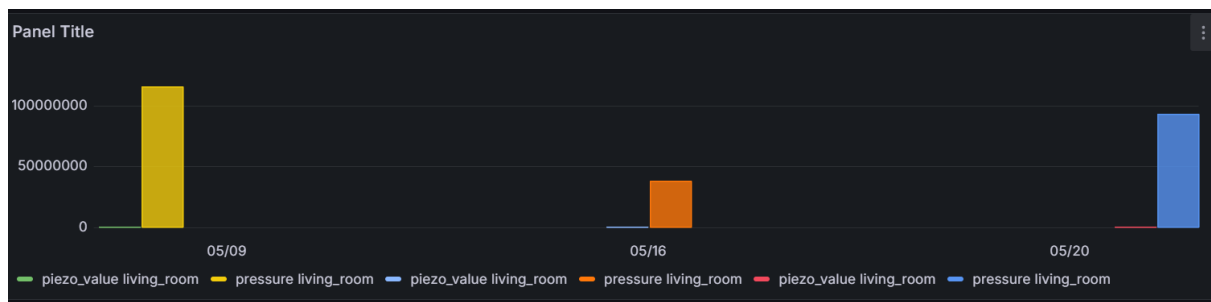 Panel Title
100000000
50000000
0
05/09 05/16 05/20
piezo_value living_room pressure living_room piezo_value living_room pressure living_room piezo_value living_room pressure living_room